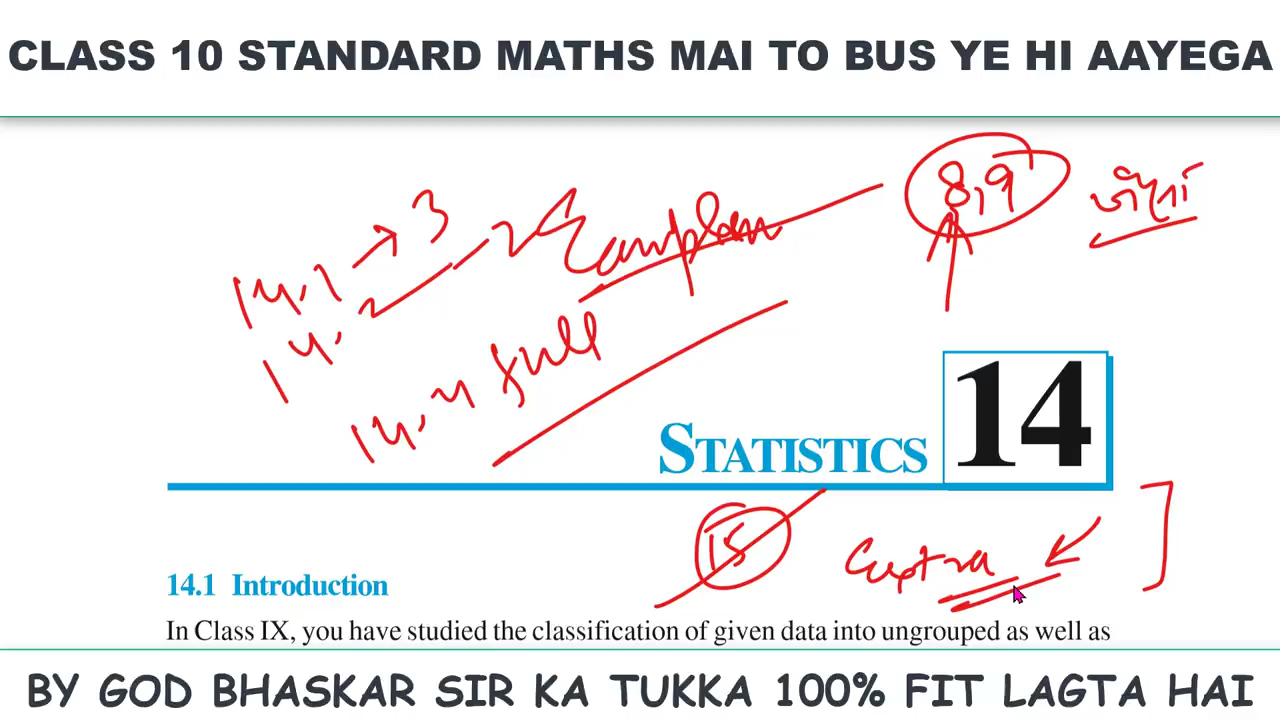 CLASS 10 STANDARD MATHS MAI TO BUS YE HI AAYEGA
8,9
14.1 → 3
14.2
14.4 full
STATISTICS 14
15
Extra
14.1 Introduction
In Class IX, you have studied the classification of given data into ungrouped as well as
BY GOD BHASKAR SIR KA TUKKA 100% FIT LAGTA HAI